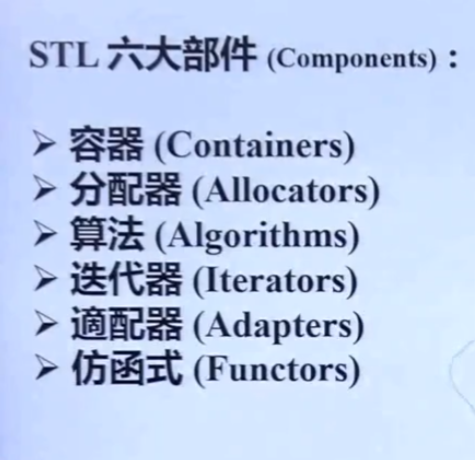 STL 六大部件 (Components)：
➢ 容器 (Containers)
➢ 分配器 (Allocators)
➢ 算法 (Algorithms)
➢ 迭代器 (Iterators)
➢ 適配器 (Adapters)
➢ 仿函式 (Functors)